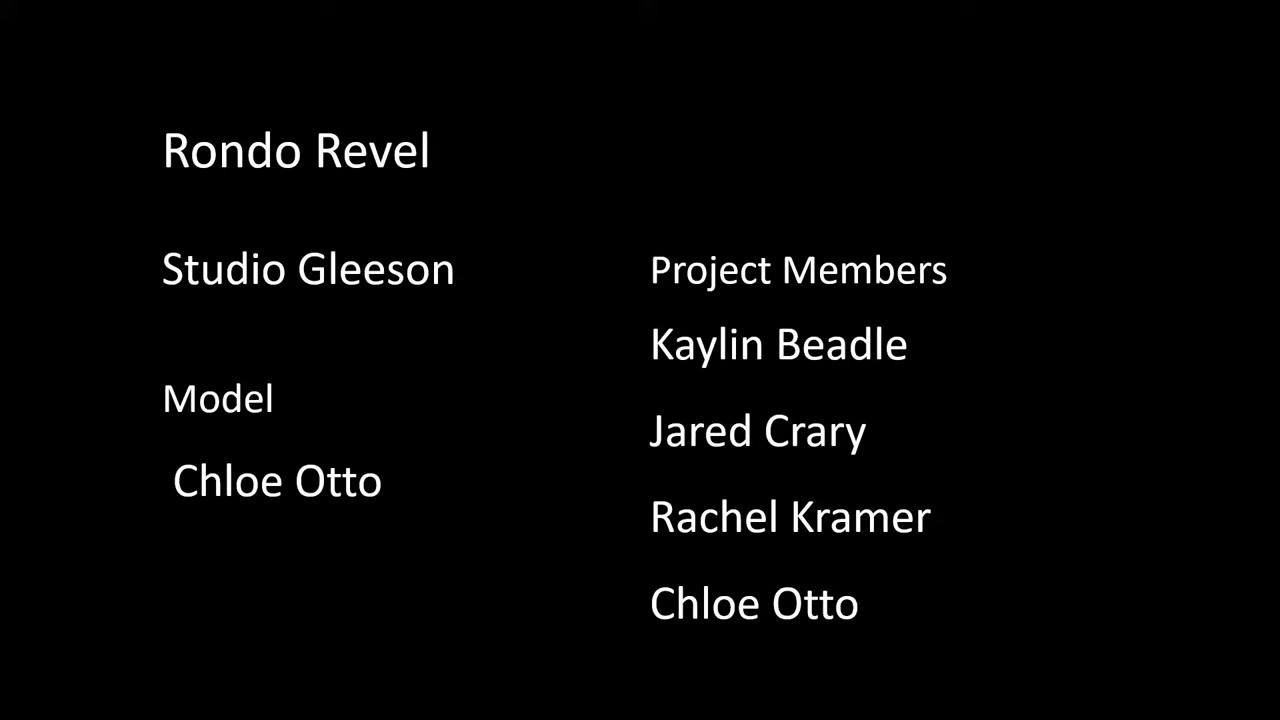 Rondo Revel
Studio Gleeson
Model
Chloe Otto
Project Members
Kaylin Beadle
Jared Crary
Rachel Kramer
Chloe Otto